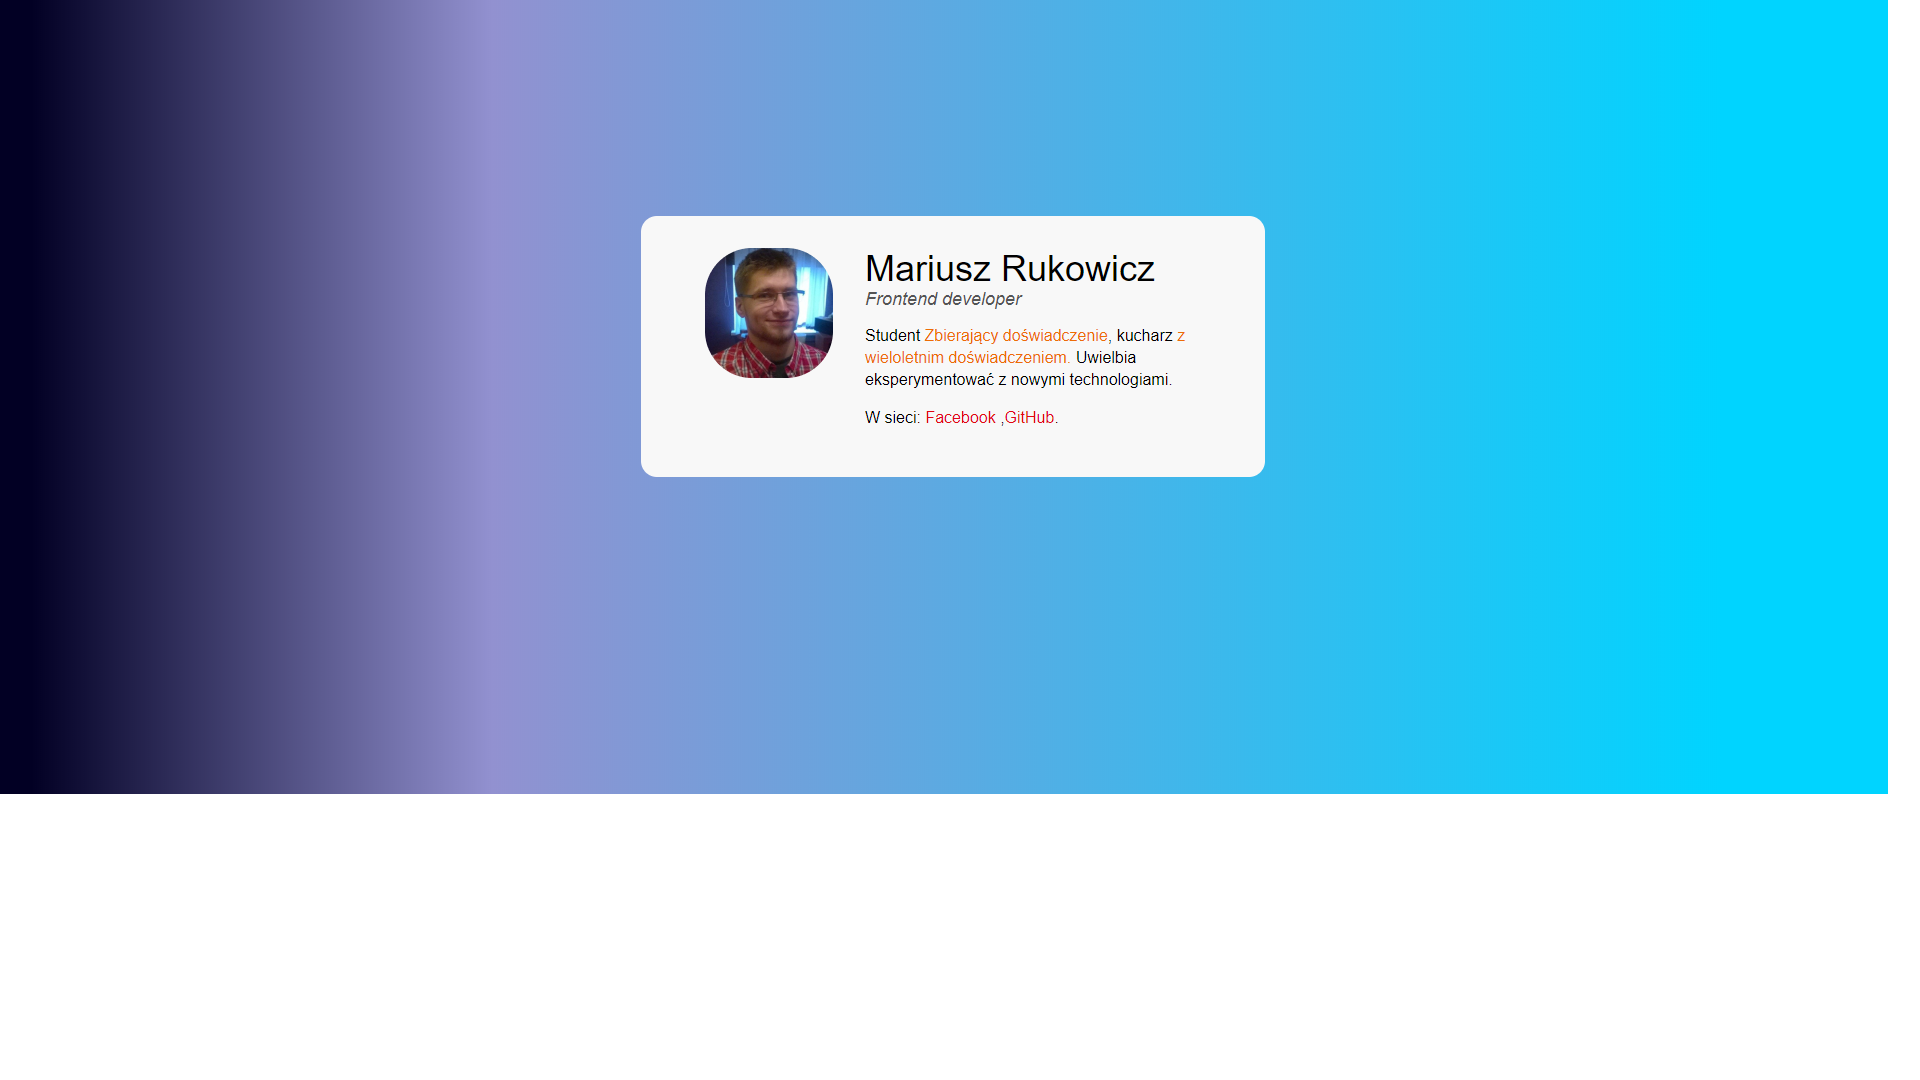 Mariusz Rukowicz
Frontend developer
Student Zbierający doświadczenie, kucharz z
wieloletnim doświadczeniem. Uwielbia
eksperymentować z nowymi technologiami.
W sieci: Facebook ,GitHub.